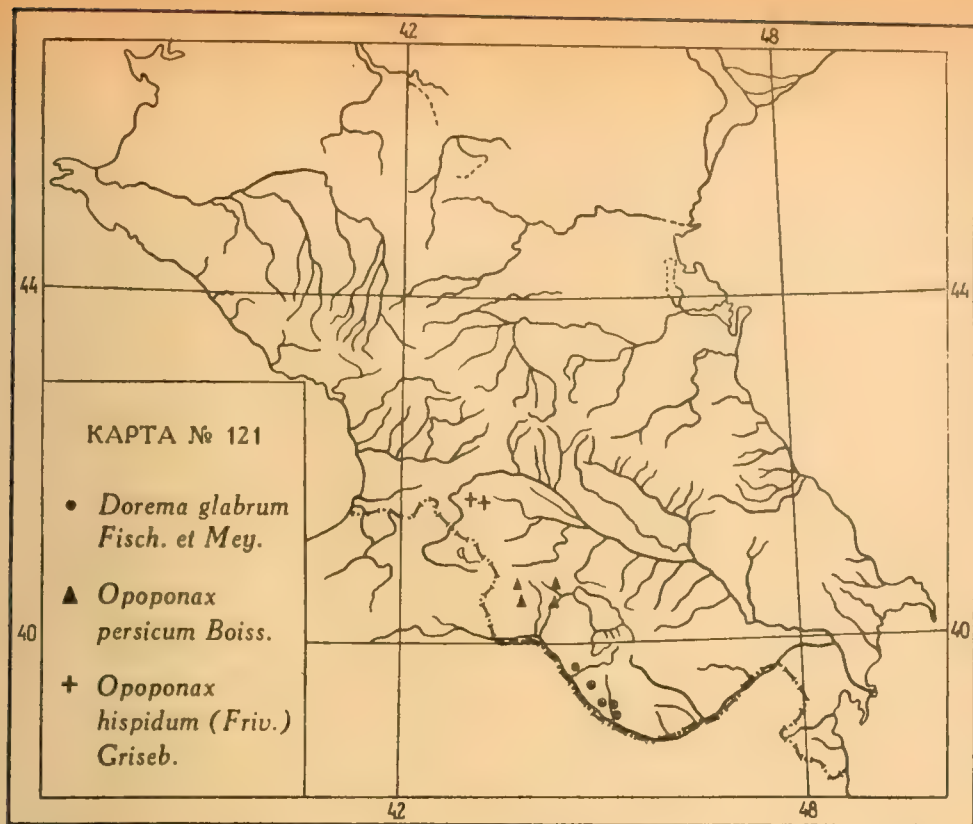 42 48
44 44
КАРТА № 121
Dorema glabrum
Fisch. et Mey.
Opoponax
persicum Boiss.
40 40
Opoponax
hispidum (Friv.)
Griseb.
42 48